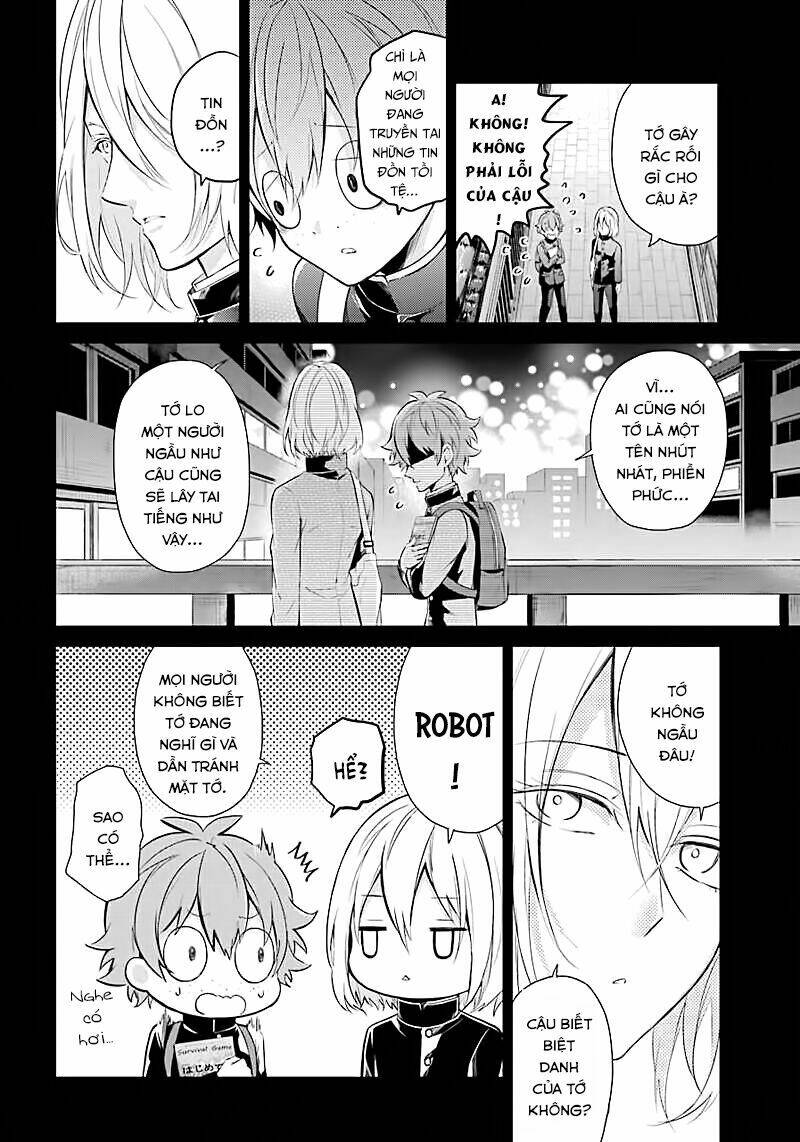 TỚ GÂY
RẮC RỐI
GÌ CHO
CẬU À?
A!
KHÔNG!
KHÔNG
PHẢI LỖI
CỦA CẬU
!
CHỈ LÀ
MỌI
NGƯỜI
ĐANG
TRUYỀN TAI
NHỮNG TIN
ĐỒN TỒI
TỆ...
TIN
ĐỒN
...?
VÌ...
AI CŨNG NÓI
TỚ LÀ MỘT
TÊN NHÚT
NHÁT, PHIỀN
PHỨC...
TỚ LO
MỘT NGƯỜI
NGẦU NHƯ
CẬU CŨNG
SẼ LÂY TAI
TIẾNG NHƯ
VẬY...
TỚ
KHÔNG
NGẦU
ĐÂU!
CẬU BIẾT
BIỆT
DANH
CỦA TỚ
KHÔNG?
ROBOT
!
HỂ?
MỌI NGƯỜI
KHÔNG BIẾT
TỚ ĐANG
NGHĨ GÌ VÀ
DẦN TRÁNH
MẶT TỚ.
SAO
CÓ
THỂ...
Nghe
có
hơi...
Survival Game
はじめて